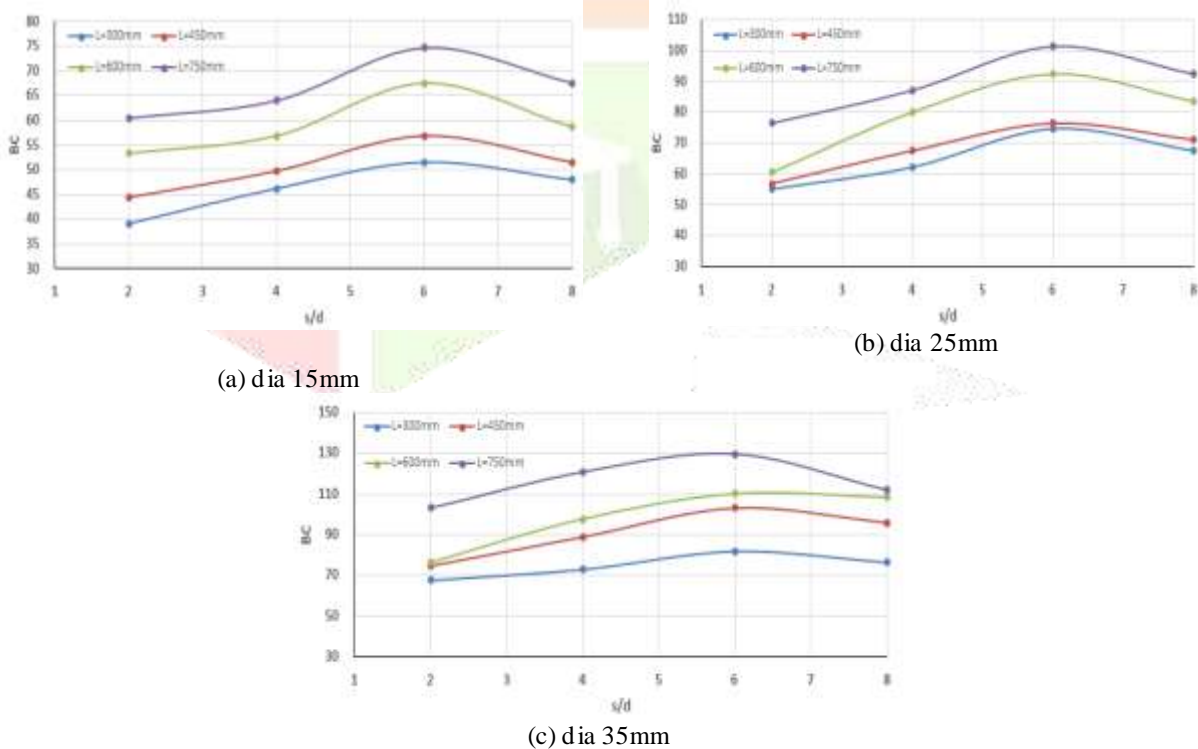 80
75
70
65
60
55
50
45
40
35
30
BC
L=300mm L=450mm
L=600mm L=750mm
1 2 3 4 5 6 7 8
s/d
(a) dia 15mm
110
100
90
80
70
60
50
40
30
BC
L=300mm L=450mm
L=600mm L=750mm
1 2 3 4 5 6 7 8
s/d
(b) dia 25mm
150
130
110
90
70
50
30
BC
L=300mm L=450mm
L=600mm L=750mm
1 2 3 4 5 6 7 8
s/d
(c) dia 35mm